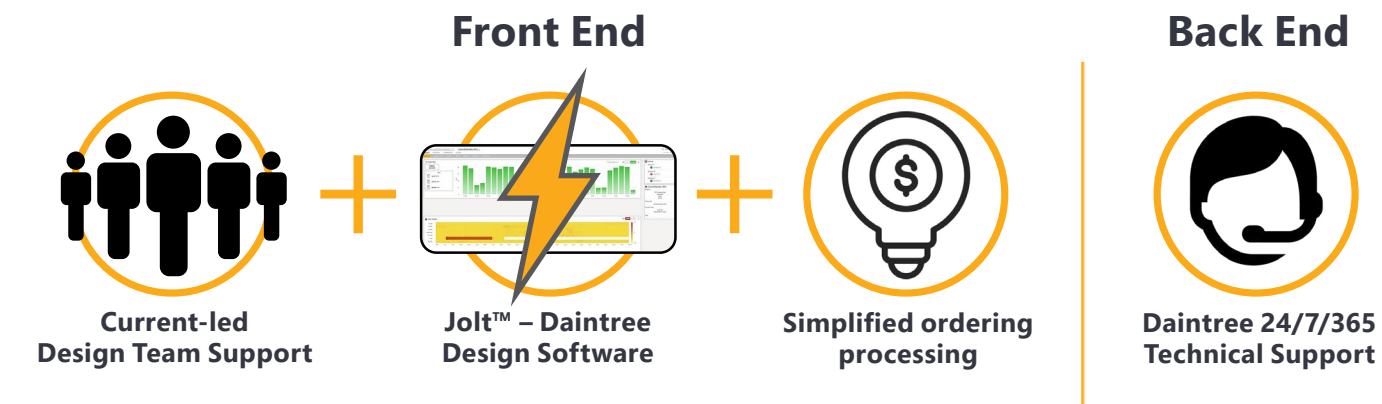 Front End
Back End
$
Current-led
Design Team Support
Jolt™ – Daintree
Design Software
Simplified ordering
processing
Daintree 24/7/365
Technical Support